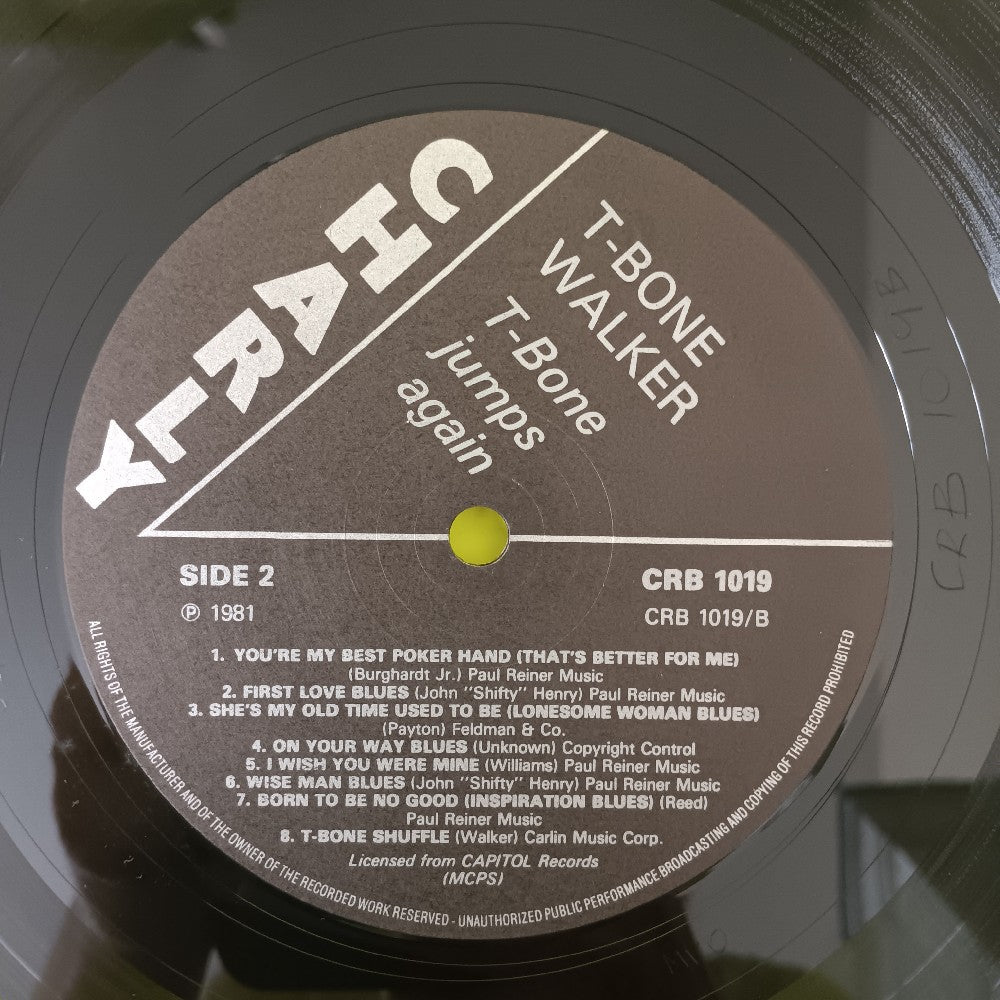 CHARLY
T-BONE
WALKER
T-Bone
jumps
again
SIDE 2
CRB 1019
℗ 1981
CRB 1019/B
1. YOU'RE MY BEST POKER HAND (THAT'S BETTER FOR ME)
(Burghardt Jr.) Paul Reiner Music
2. FIRST LOVE BLUES (John "Shifty" Henry) Paul Reiner Music
3. SHE'S MY OLD TIME USED TO BE (LONESOME WOMAN BLUES)
(Payton) Feldman & Co.
4. ON YOUR WAY BLUES (Unknown) Copyright Control
5. I WISH YOU WERE MINE (Williams) Paul Reiner Music
6. WISE MAN BLUES (John "Shifty" Henry) Paul Reiner Music
7. BORN TO BE NO GOOD (INSPIRATION BLUES) (Reed)
Paul Reiner Music
8. T-BONE SHUFFLE (Walker) Carlin Music Corp.
Licensed from CAPITOL Records
(MCPS)
ALL RIGHTS OF THE MANUFACTURER AND OF THE OWNER OF THE RECORDED WORK RESERVED - UNAUTHORIZED PUBLIC PERFORMANCE BROADCASTING AND COPYING OF THIS RECORD PROHIBITED
CRB 1019B